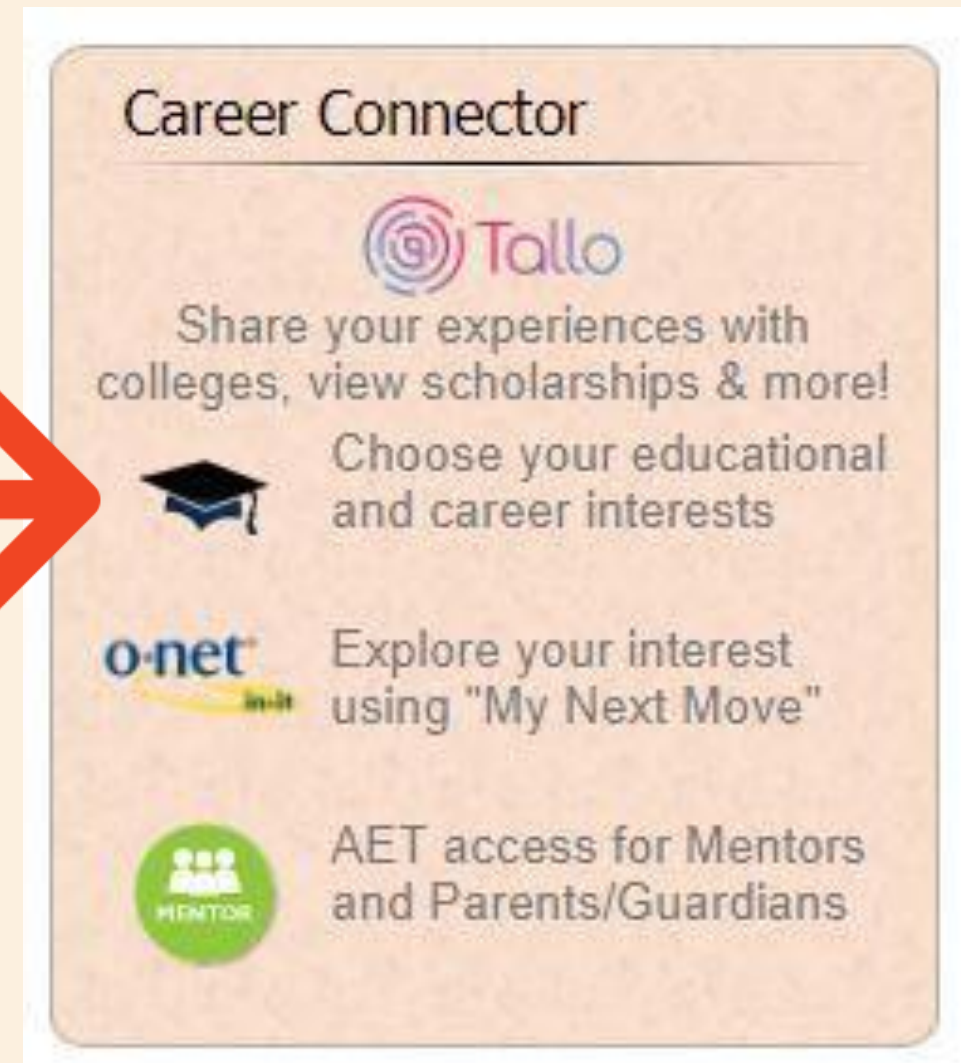 Career Connector
Tallo
Share your experiences with
colleges, view scholarships & more!
Choose your educational
and career interests
o·net
in-it
Explore your interest
using "My Next Move"
MENTOR
AET access for Mentors
and Parents/Guardians